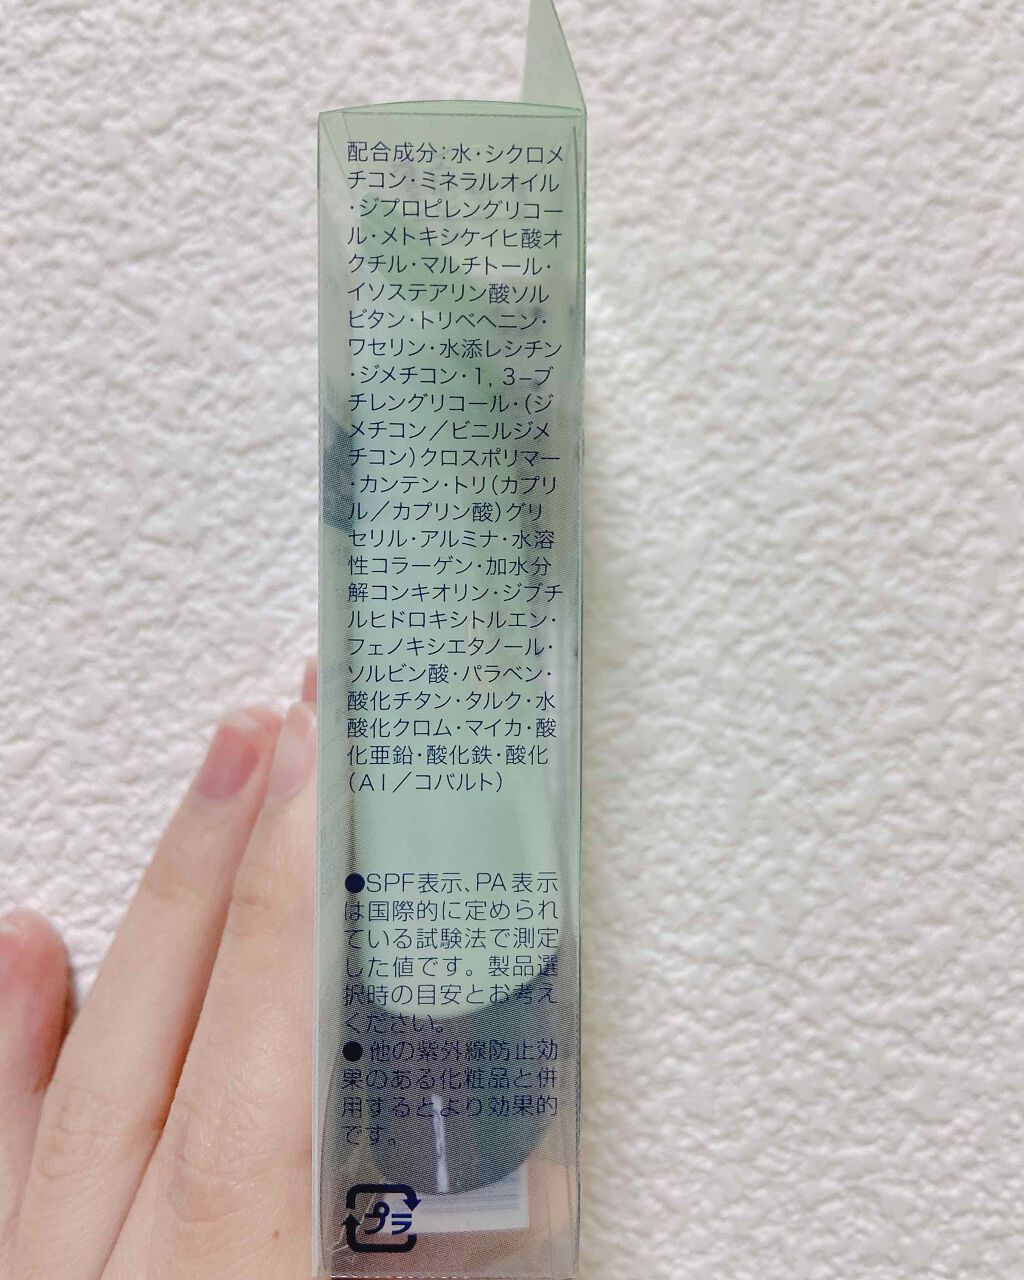 配合成分：水・シクロメ
チコン・ミネラルオイル
・ジプロピレングリコー
ル・メトキシケイヒ酸オ
クチル・マルチトール・
イソステアリン酸ソル
ビタン・トリベヘニン・
ワセリン・水添レシチン
・ジメチコン・1，3−ブ
チレングリコール・（ジ
メチコン／ビニルジメ
チコン）クロスポリマー
・カンテン・トリ（カプリ
ル／カプリン酸）グリ
セリル・アルミナ・水溶
性コラーゲン・加水分
解コンキオリン・ジブチ
ルヒドロキシトルエン・
フェノキシエタノール・
ソルビン酸・パラベン・
酸化チタン・タルク・水
酸化クロム・マイカ・酸
化亜鉛・酸化鉄・酸化
（Al／コバルト）
●SPF表示、PA表示
は国際的に定められ
ている試験法で測定
した値です。製品選
択時の目安とお考え
ください。
●他の紫外線防止効
果のある化粧品と併
用するとより効果的
です。
プラ